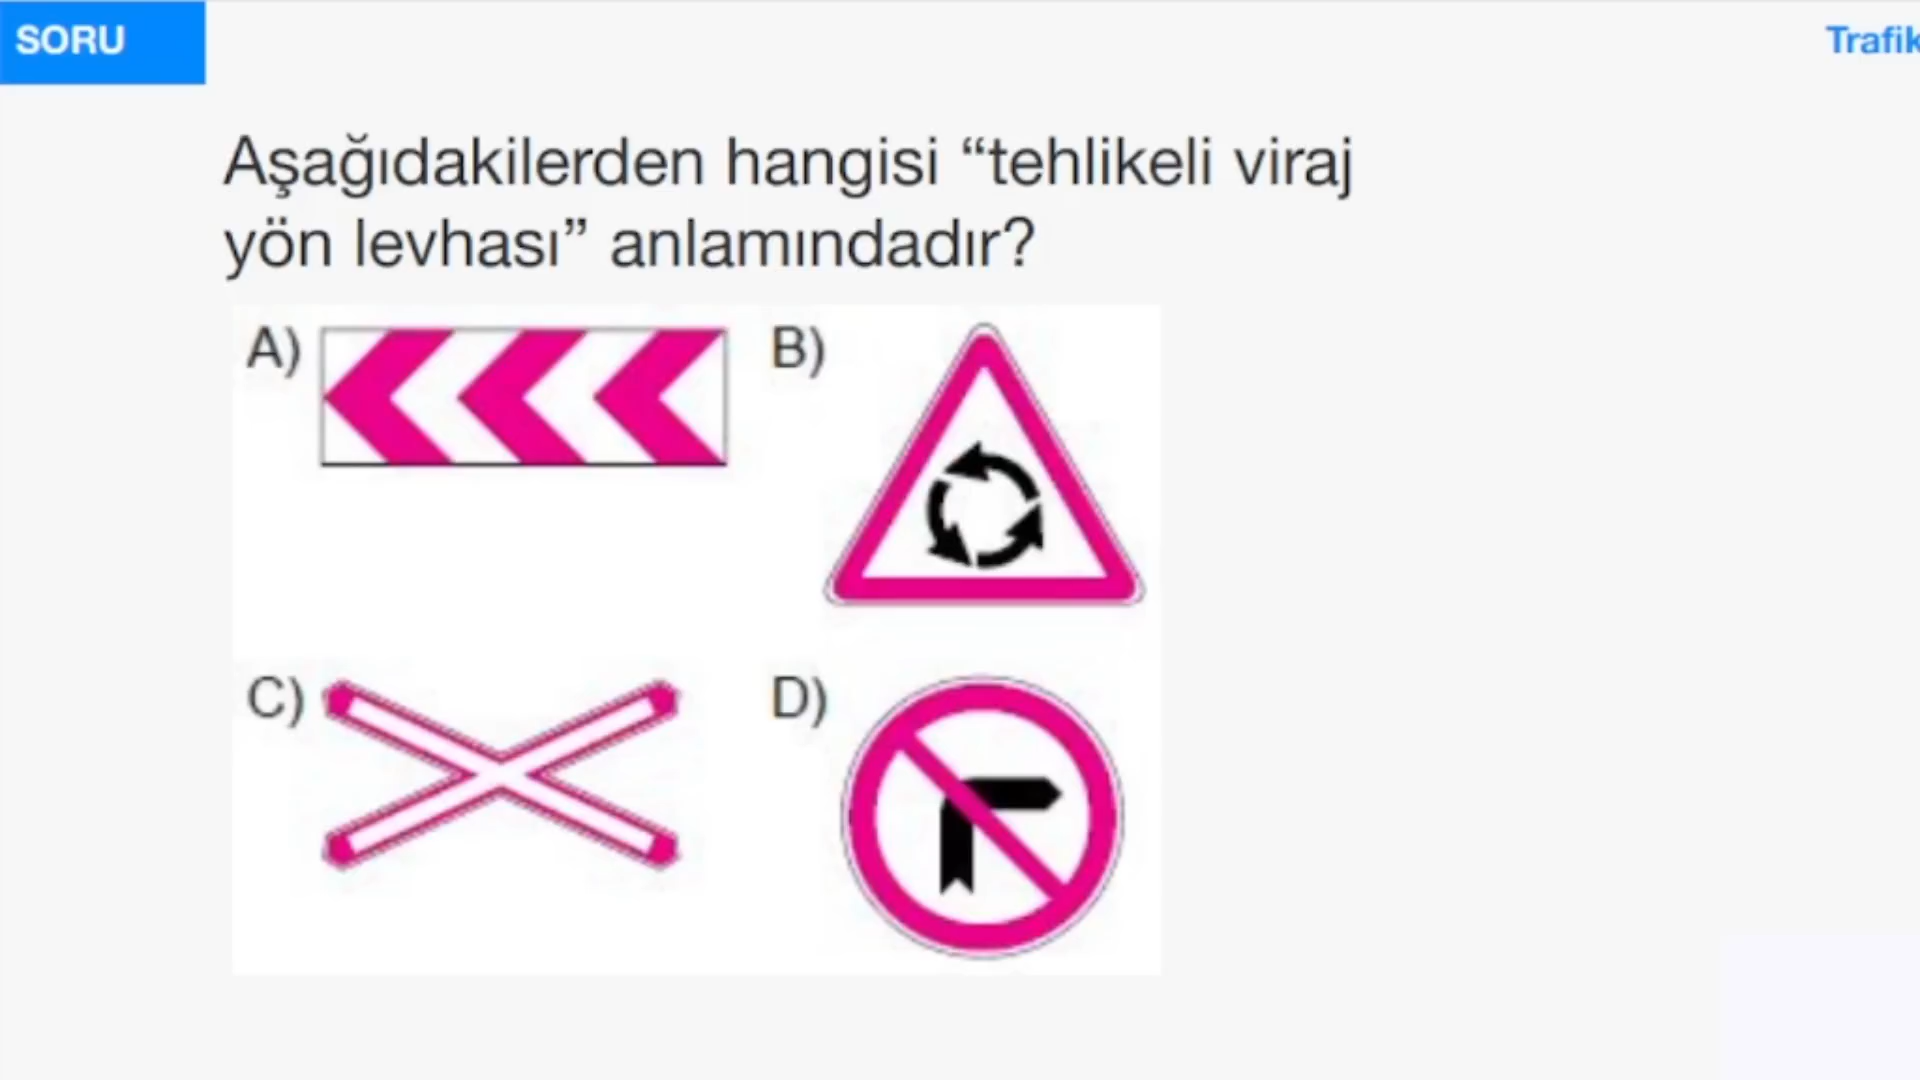 SORU
Trafik
Aşağıdakilerden hangisi “tehlikeli viraj
yön levhası” anlamındadır?
A)
B)
C)
D)